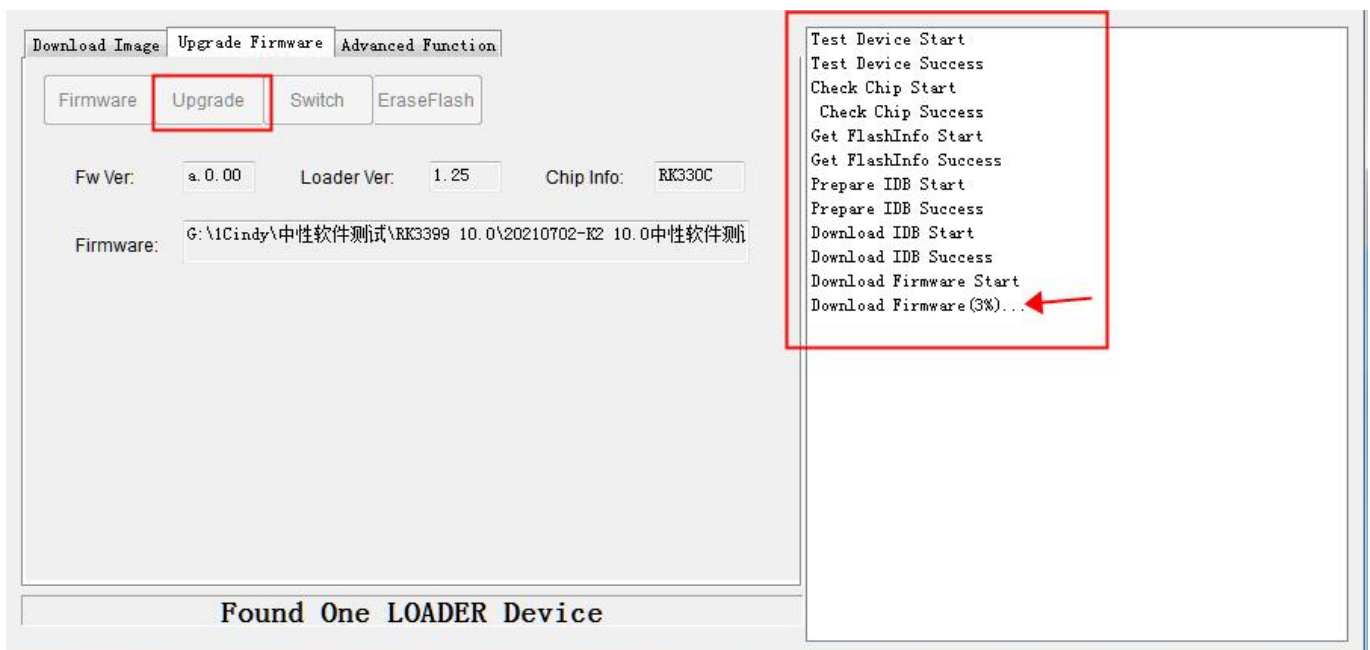 Download Image Upgrade Firmware Advanced Function
Firmware Upgrade Switch EraseFlash
Fw Ver: a.0.00 Loader Ver: 1.25 Chip Info: RK330C
Firmware: G:\1Cindy\中性软件测试\RK3399 10.0\20210702-K2 10.0中性软件测
Found One LOADER Device
Test Device Start
Test Device Success
Check Chip Start
Check Chip Success
Get FlashInfo Start
Get FlashInfo Success
Prepare IDB Start
Prepare IDB Success
Download IDB Start
Download IDB Success
Download Firmware Start
Download Firmware(3%)...